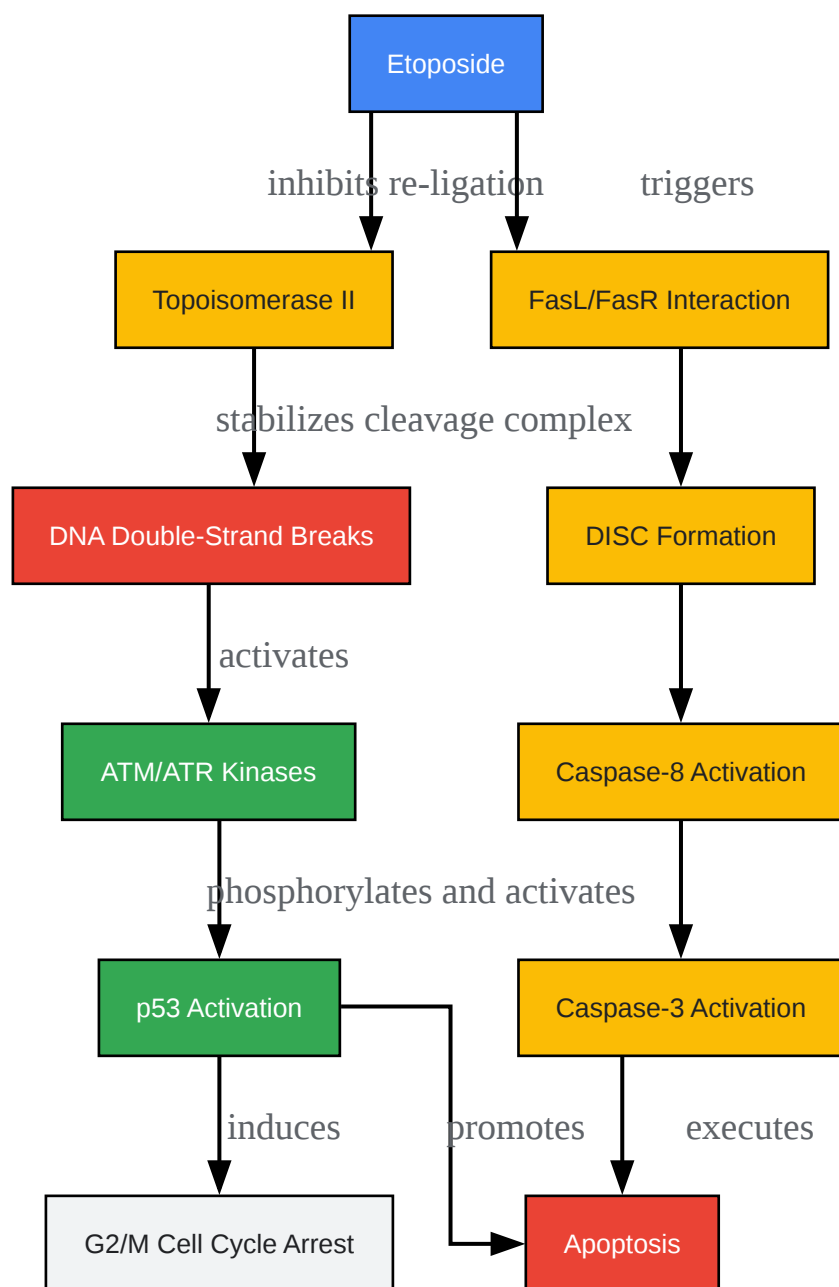 Etoposide
inhibits re-ligation
triggers
Topoisomerase II
FasL/FasR Interaction
stabilizes cleavage complex
DNA Double-Strand Breaks
DISC Formation
activates
ATM/ATR Kinases
Caspase-8 Activation
phosphorylates and activates
p53 Activation
Caspase-3 Activation
induces
promotes
executes
G2/M Cell Cycle Arrest
Apoptosis